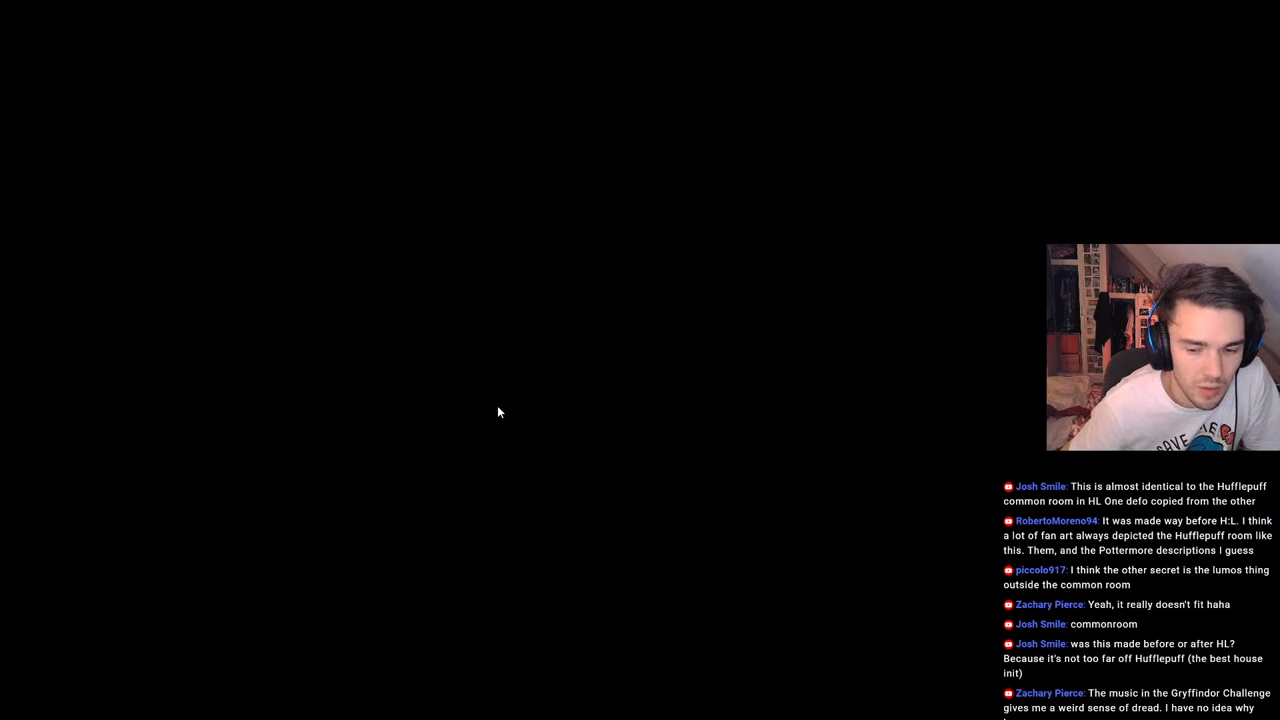 SAVE ME
Josh Smile: This is almost identical to the Hufflepuff
common room in HL One defo copied from the other
RobertoMoreno94: It was made way before H:L. I think
a lot of fan art always depicted the Hufflepuff room like
this. Them, and the Pottermore descriptions I guess
piccolo917: I think the other secret is the lumos thing
outside the common room
Zachary Pierce: Yeah, it really doesn't fit haha
Josh Smile: commonroom
Josh Smile: was this made before or after HL?
Because it's not too far off Hufflepuff (the best house
init)
Zachary Pierce: The music in the Gryffindor Challenge
gives me a weird sense of dread. I have no idea why